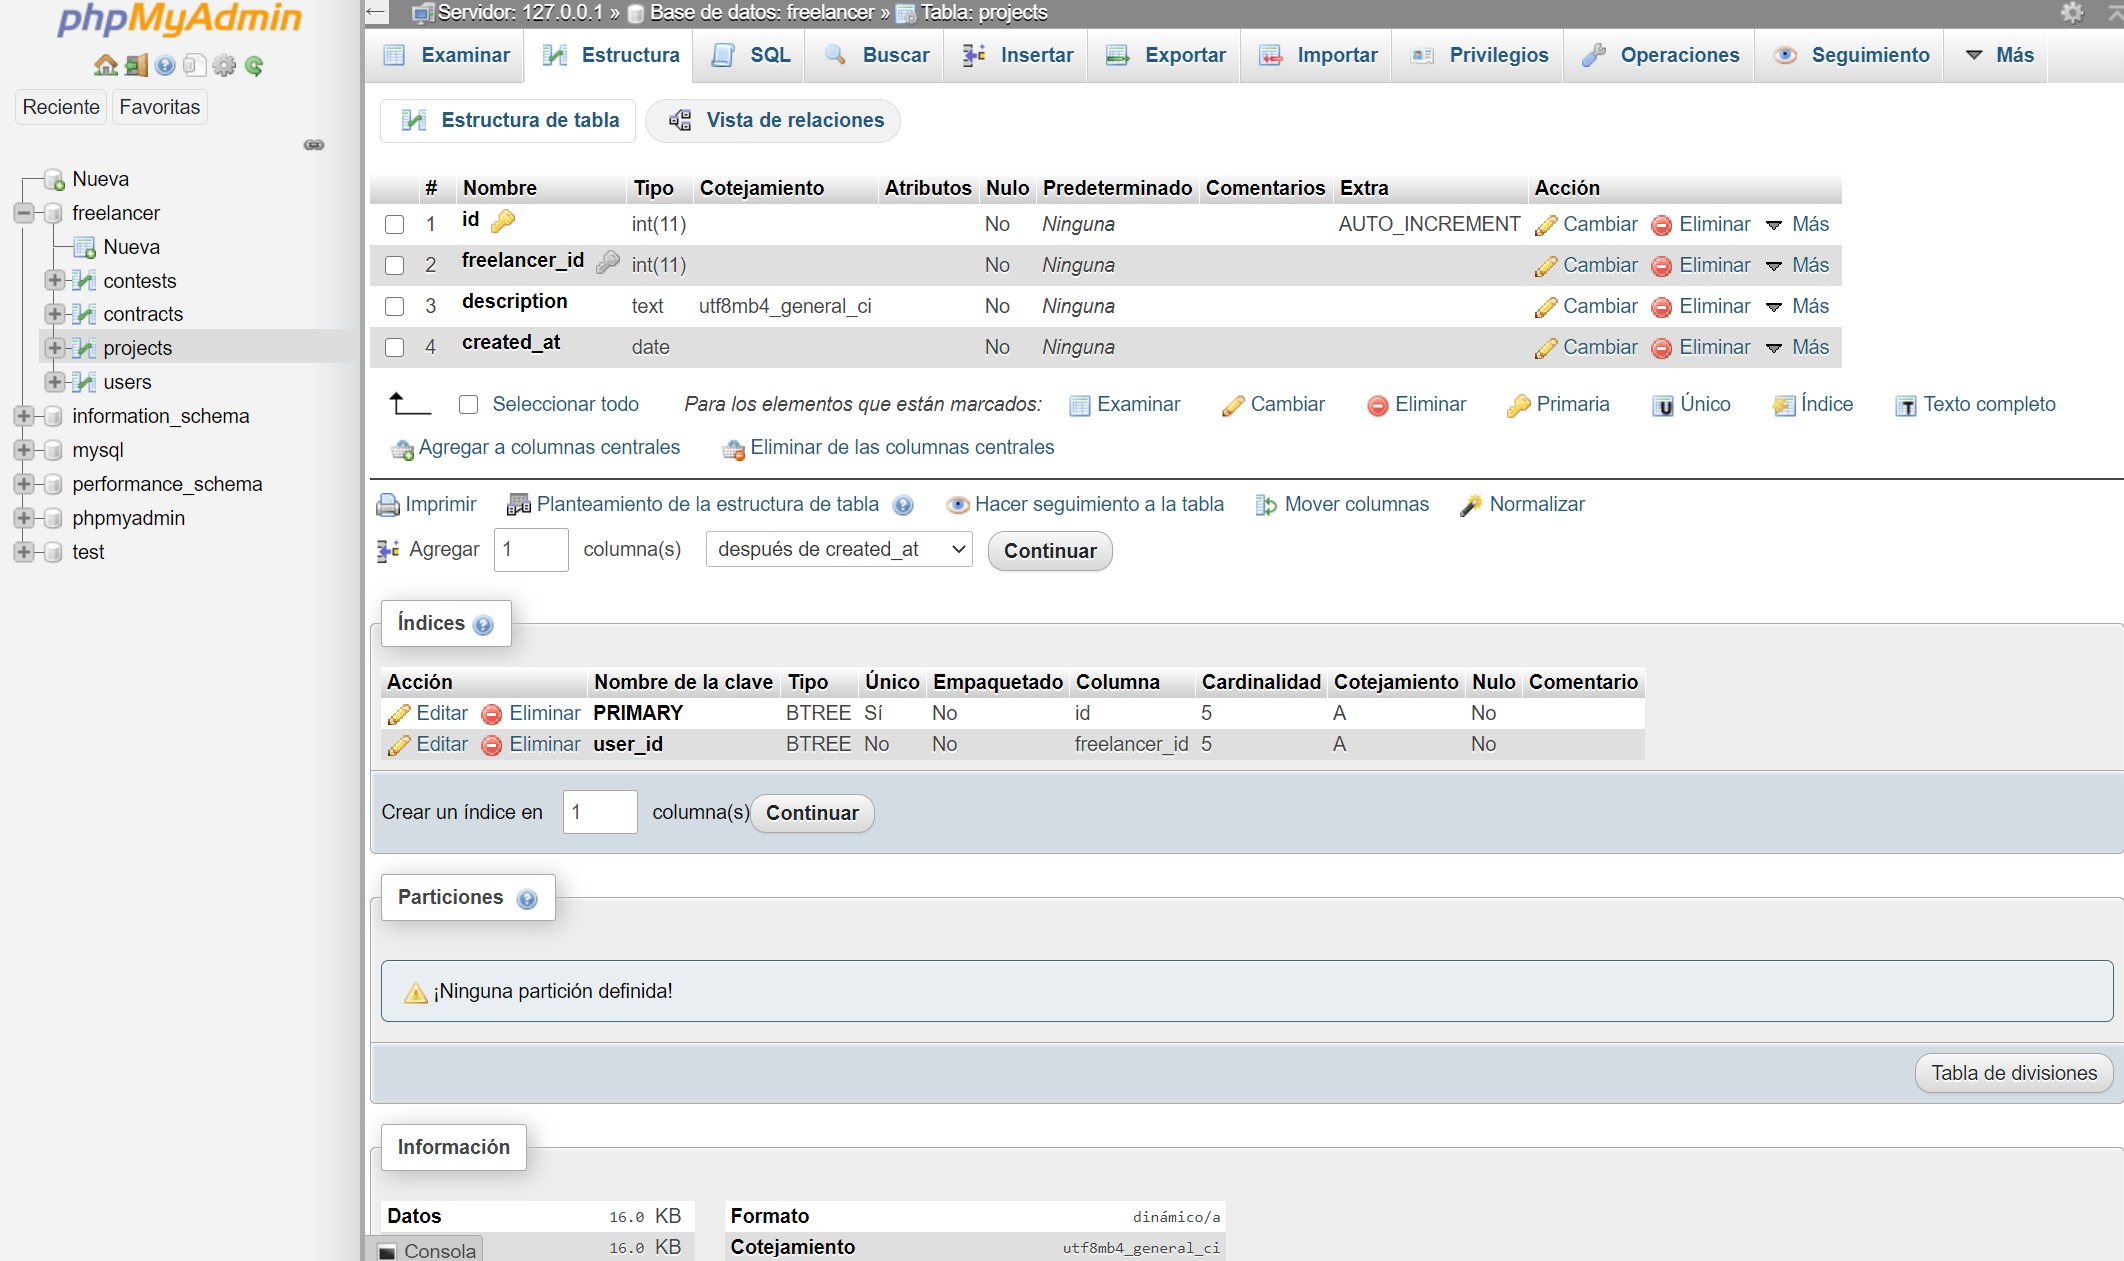 phpMyAdmin
Reciente Favoritas
Nueva
freelancer
Nueva
contests
contracts
projects
users
information_schema
mysql
performance_schema
phpmyadmin
test
Servidor: 127.0.0.1 » Base de datos: freelancer » Tabla: projects
Examinar Estructura SQL Buscar Insertar Exportar Importar Privilegios Operaciones Seguimiento Más
Estructura de tabla Vista de relaciones
# Nombre Tipo Cotejamiento Atributos Nulo Predeterminado Comentarios Extra Acción
1 id int(11) No Ninguna AUTO_INCREMENT Cambiar Eliminar Más
2 freelancer_id int(11) No Ninguna Cambiar Eliminar Más
3 description text utf8mb4_general_ci No Ninguna Cambiar Eliminar Más
4 created_at date No Ninguna Cambiar Eliminar Más
Seleccionar todo Para los elementos que están marcados: Examinar Cambiar Eliminar Primaria Único Índice Texto completo
Agregar a columnas centrales Eliminar de las columnas centrales
Imprimir Planteamiento de la estructura de tabla Hacer seguimiento a la tabla Mover columnas Normalizar
Agregar 1 columna(s) después de created_at Continuar
Índices
Acción Nombre de la clave Tipo Único Empaquetado Columna Cardinalidad Cotejamiento Nulo Comentario
Editar Eliminar PRIMARY BTREE Sí No id 5 A No
Editar Eliminar user_id BTREE No No freelancer_id 5 A No
Crear un índice en 1 columna(s) Continuar
Particiones
¡Ninguna partición definida!
Tabla de divisiones
Información
Datos 16.0 KB Formato dinámico/a
Consola 16.0 KB Cotejamiento utf8mb4_general_ci